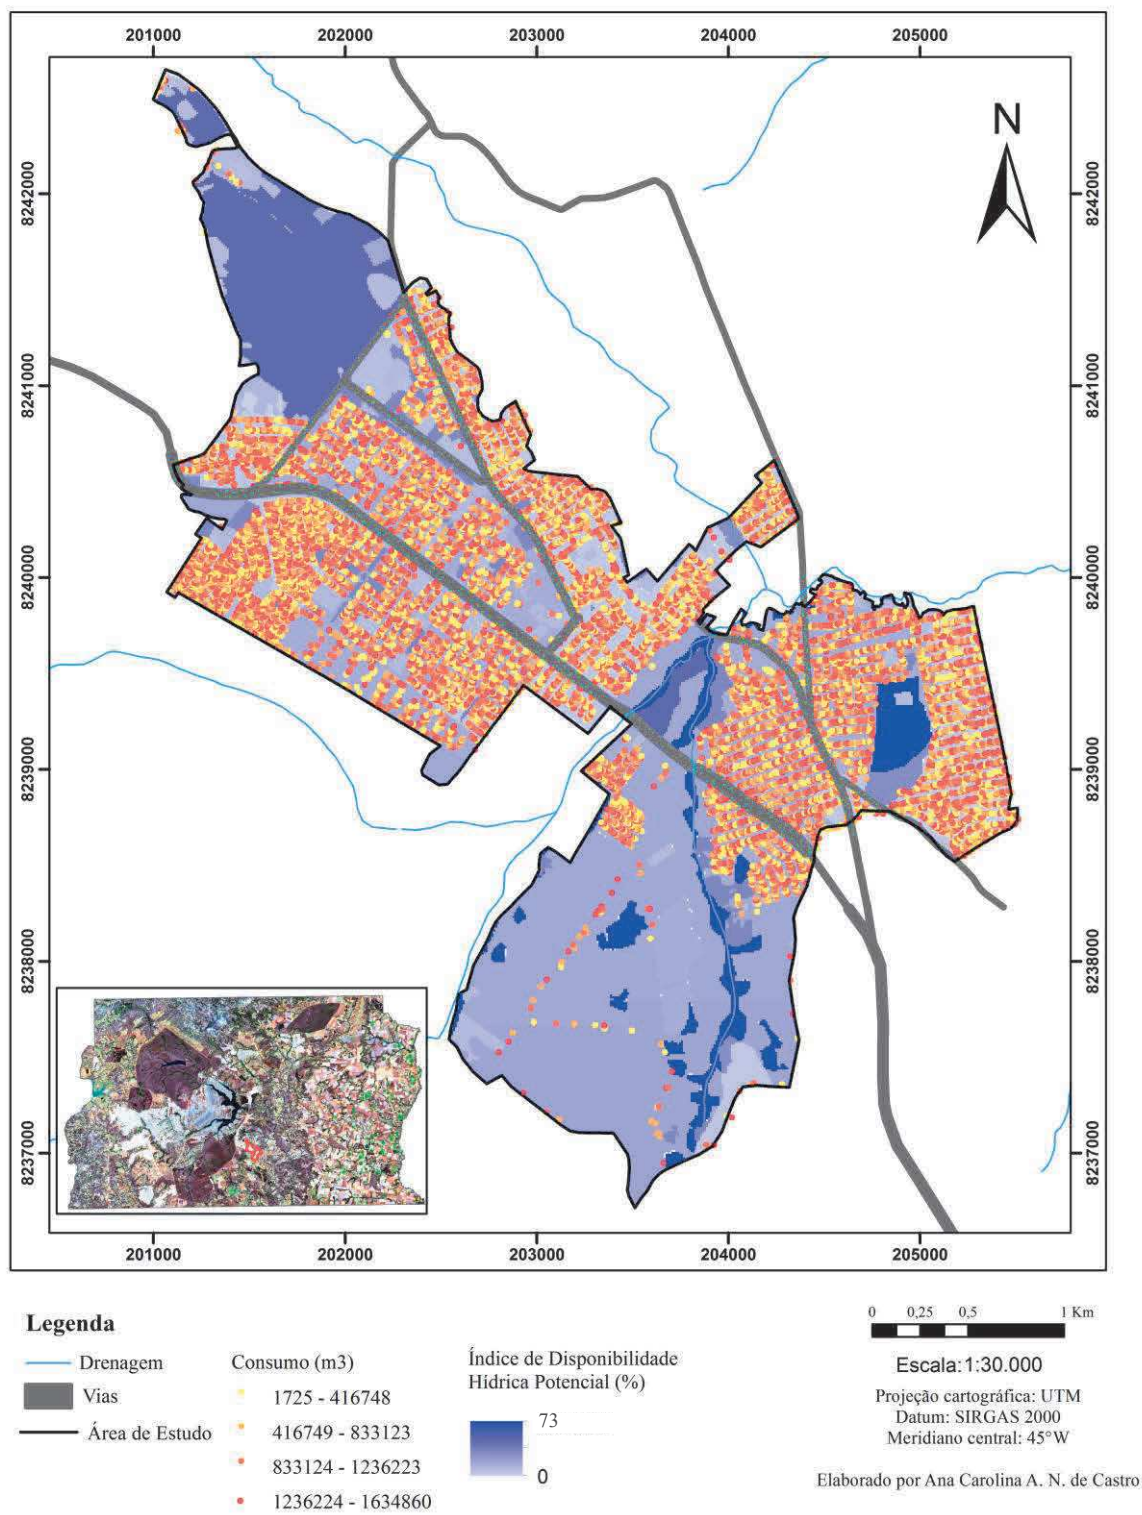 201000 202000 203000 204000 205000
N
8242000 8242000
8241000 8241000
8240000 8240000
8239000 8239000
8238000 8238000
8237000 8237000
201000 202000 203000 204000 205000
Legenda
Drenagem
Vias
Área de Estudo
Consumo (m3)
1725 - 416748
416749 - 833123
833124 - 1236223
1236224 - 1634860
Índice de Disponibilidade
Hídrica Potencial (%)
73
0
0 0,25 0,5 1 Km
Escala:1:30.000
Projeção cartográfica: UTM
Datum: SIRGAS 2000
Meridiano central: 45°W
Elaborado por Ana Carolina A. N. de Castro